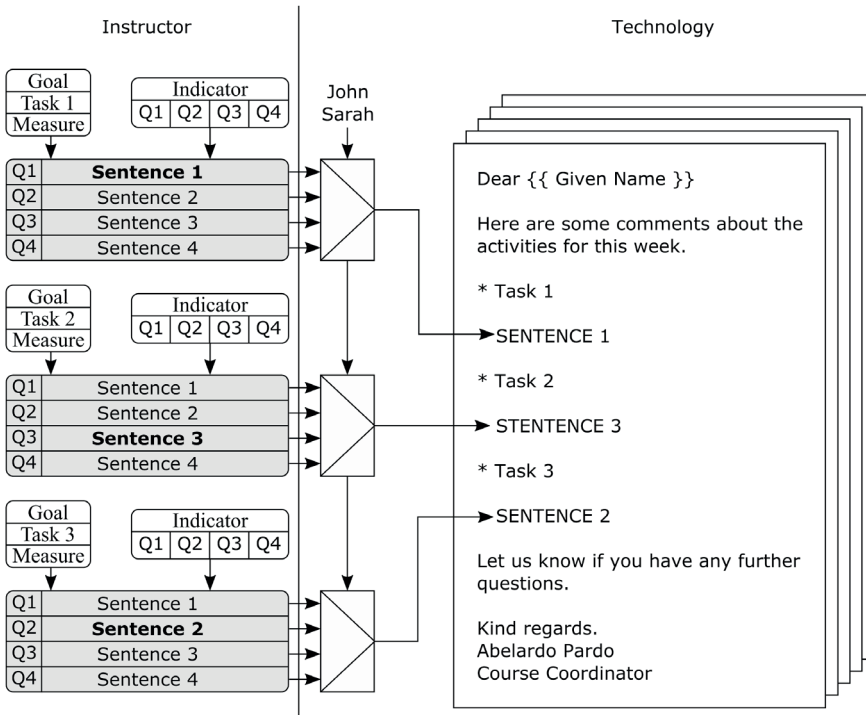 Instructor
Technology
Goal
Task 1
Measure
Indicator
Q1 Q2 Q3 Q4
John
Sarah
Q1 Sentence 1
Q2 Sentence 2
Q3 Sentence 3
Q4 Sentence 4
Goal
Task 2
Measure
Indicator
Q1 Q2 Q3 Q4
Q1 Sentence 1
Q2 Sentence 2
Q3 Sentence 3
Q4 Sentence 4
Goal
Task 3
Measure
Indicator
Q1 Q2 Q3 Q4
Q1 Sentence 1
Q2 Sentence 2
Q3 Sentence 3
Q4 Sentence 4
Dear {{ Given Name }}
Here are some comments about the
activities for this week.
* Task 1
SENTENCE 1
* Task 2
STENTENCE 3
* Task 3
SENTENCE 2
Let us know if you have any further
questions.
Kind regards.
Abelardo Pardo
Course Coordinator